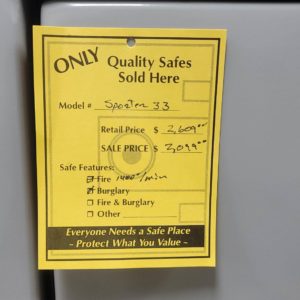 ONLY Quality Safes
Sold Here
Model # Sporter 33
Retail Price $ 2,609.00
SALE PRICE $ 2,099.00
Safe Features:
☑ Fire 1400°/min
☑ Burglary
☐ Fire & Burglary
☐ Other
Everyone Needs a Safe Place
~ Protect What You Value ~